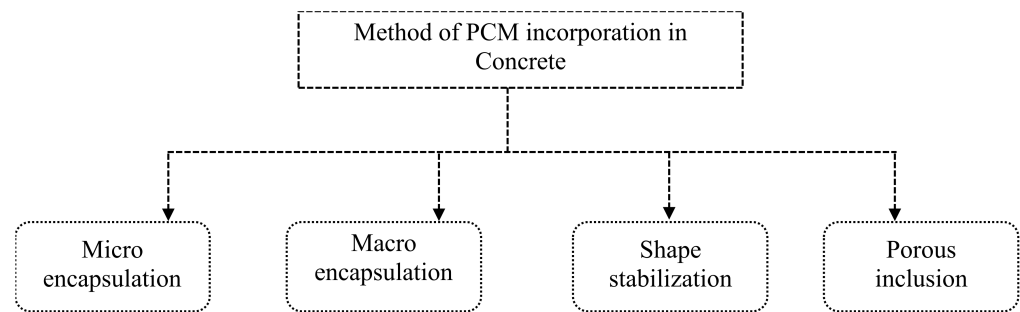 Method of PCM incorporation in
Concrete
Micro
encapsulation
Macro
encapsulation
Shape
stabilization
Porous
inclusion